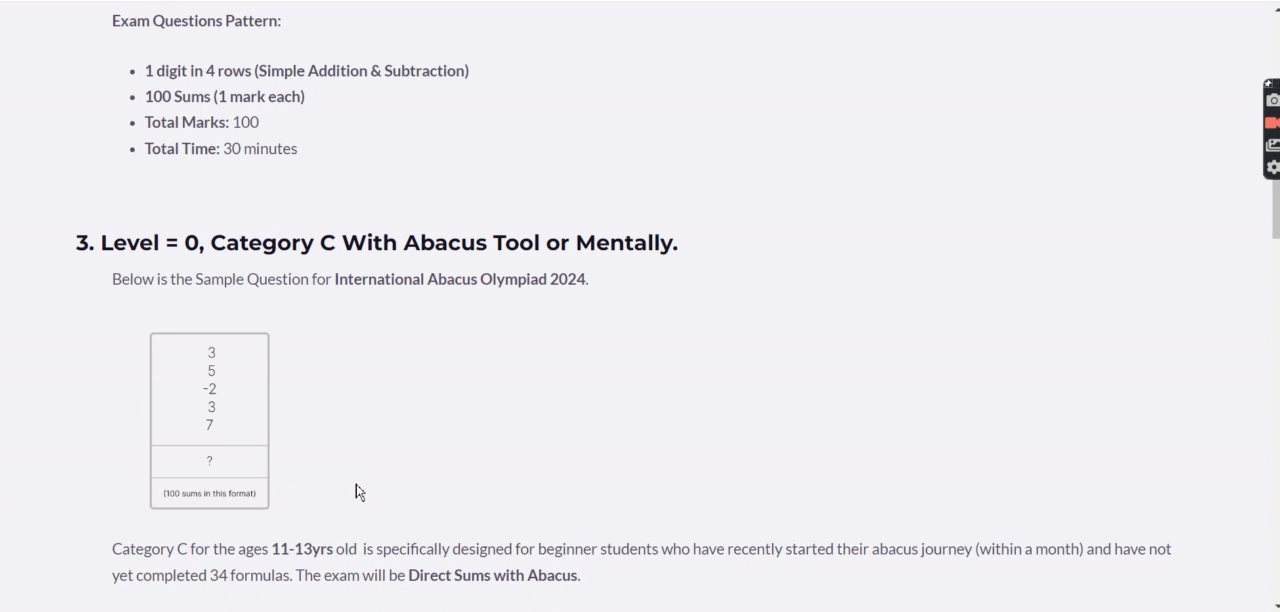 Exam Questions Pattern:
• 1 digit in 4 rows (Simple Addition & Subtraction)
• 100 Sums (1 mark each)
• Total Marks: 100
• Total Time: 30 minutes
3. Level = 0, Category C With Abacus Tool or Mentally.
Below is the Sample Question for International Abacus Olympiad 2024.
3
5
-2
3
7
?
(100 sums in this format)
Category C for the ages 11-13yrs old is specifically designed for beginner students who have recently started their abacus journey (within a month) and have not
yet completed 34 formulas. The exam will be Direct Sums with Abacus.